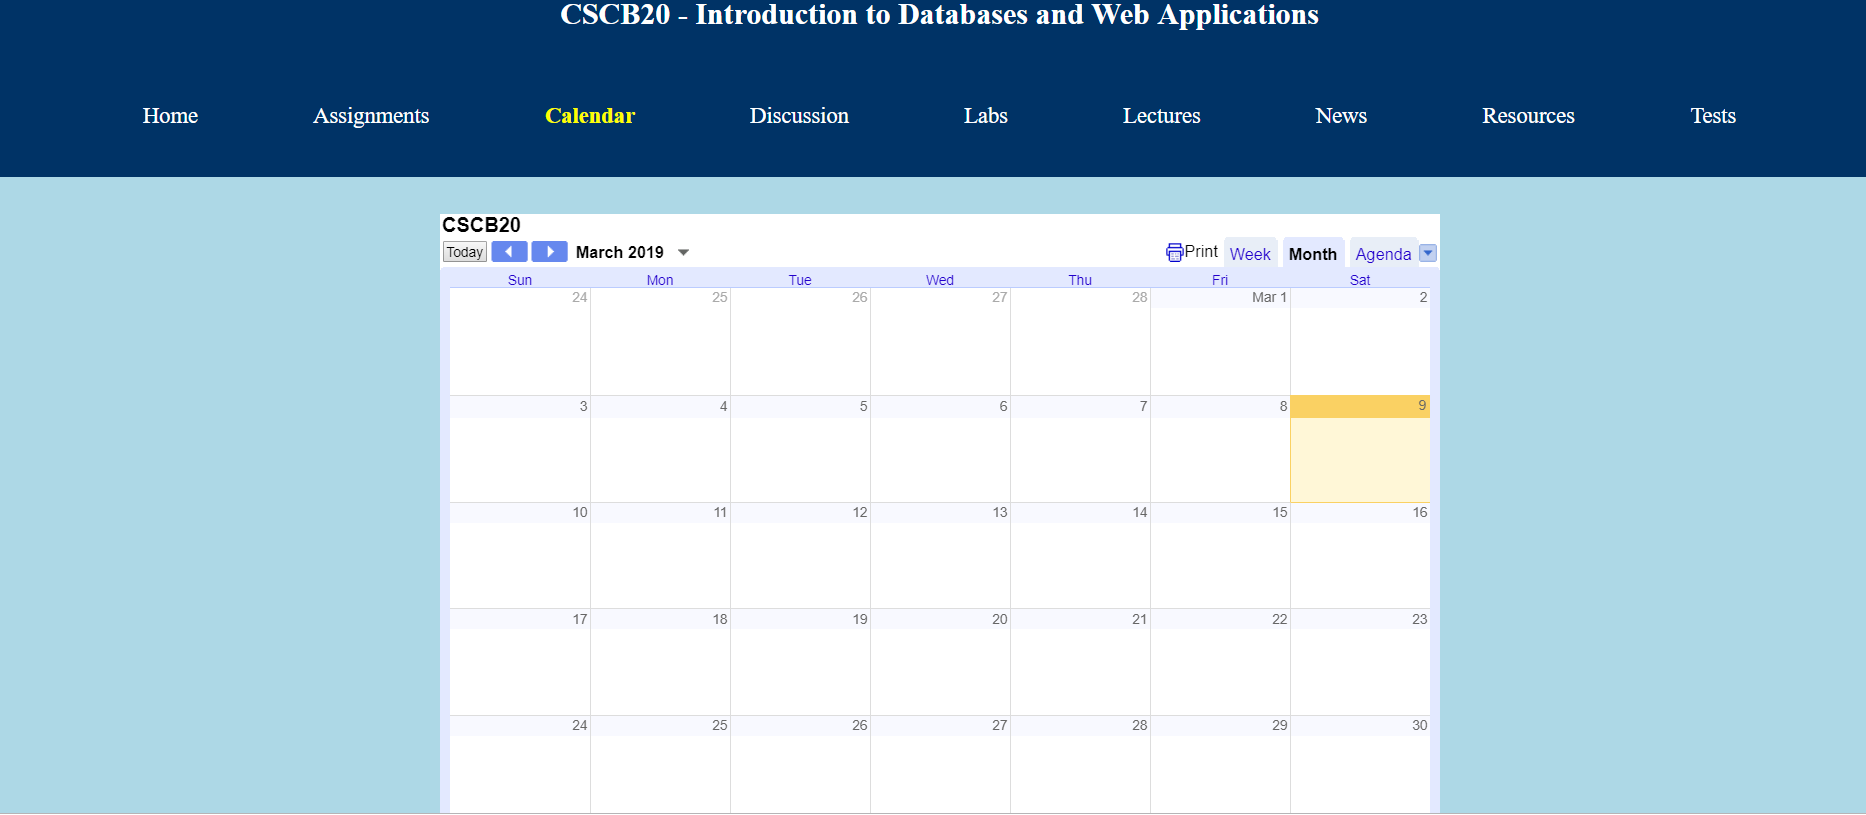 CSCB20 - Introduction to Databases and Web Applications
Home Assignments Calendar Discussion Labs Lectures News Resources Tests
CSCB20
Today March 2019 Print Week Month Agenda
Sun Mon Tue Wed Thu Fri Sat
24 25 26 27 28 Mar 1 2
3 4 5 6 7 8 9
10 11 12 13 14 15 16
17 18 19 20 21 22 23
24 25 26 27 28 29 30